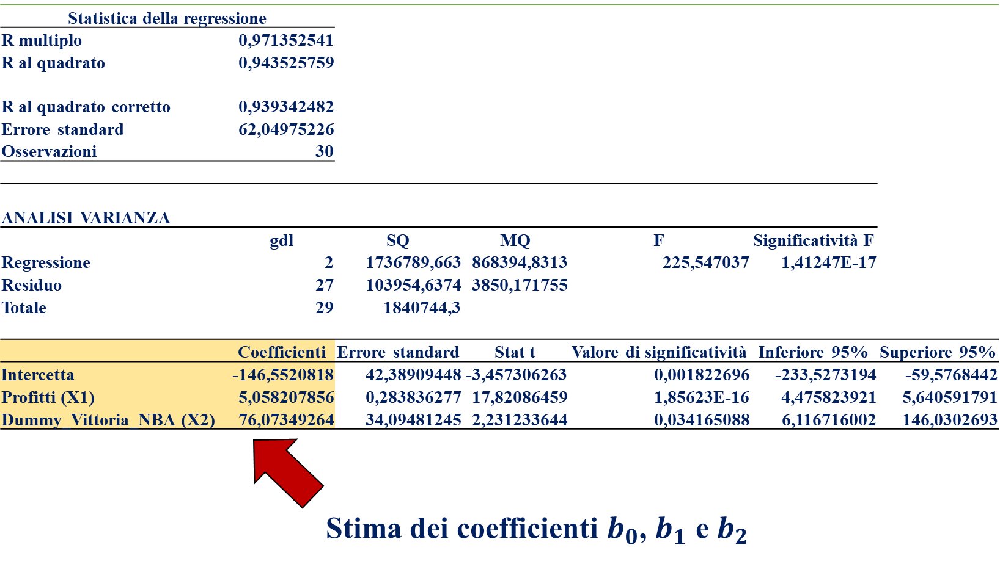 Statistica della regressione
R multiplo 0,971352541
R al quadrato 0,943525759
R al quadrato corretto 0,939342482
Errore standard 62,04975226
Osservazioni 30
ANALISI VARIANZA
gdl SQ MQ F Significatività F
Regressione 2 1736789,663 868394,8313 225,547037 1,41247E-17
Residuo 27 103954,6374 3850,171755
Totale 29 1840744,3
Coefficienti Errore standard Stat t Valore di significatività Inferiore 95% Superiore 95%
Intercetta -146,5520818 42,38909448 -3,457306263 0,001822696 -233,5273194 -59,5768442
Profitti (X1) 5,058207856 0,283836277 17,82086459 1,85623E-16 4,475823921 5,640591791
Dummy_Vittoria_NBA (X2) 76,07349264 34,09481245 2,231233644 0,034165088 6,116716002 146,0302693
Stima dei coefficienti b₀, b₁ e b₂